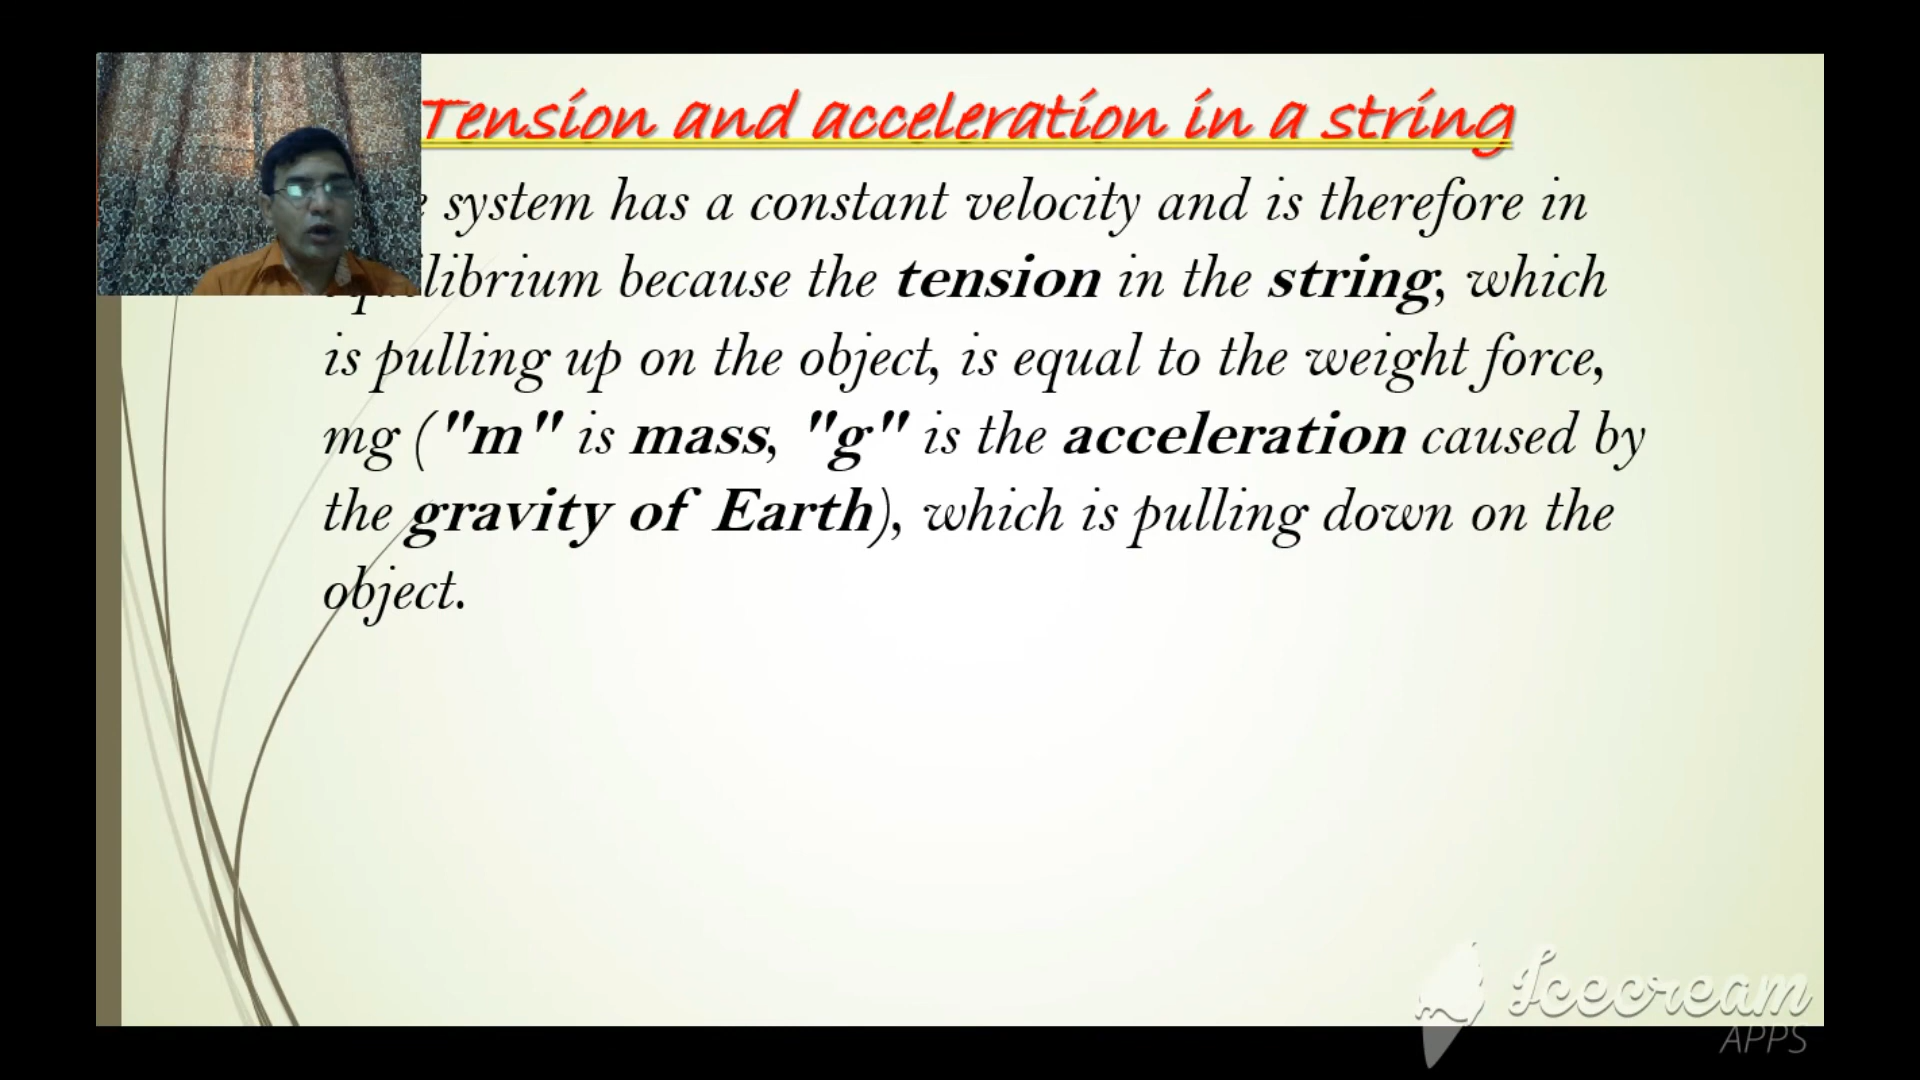 Tension and acceleration in a string
system has a constant velocity and is therefore in
because the tension in the string, which
is pulling up on the object, is equal to the weight force,
mg ("m" is mass, "g" is the acceleration caused by
the gravity of Earth), which is pulling down on the
object.
Icecream
APPS